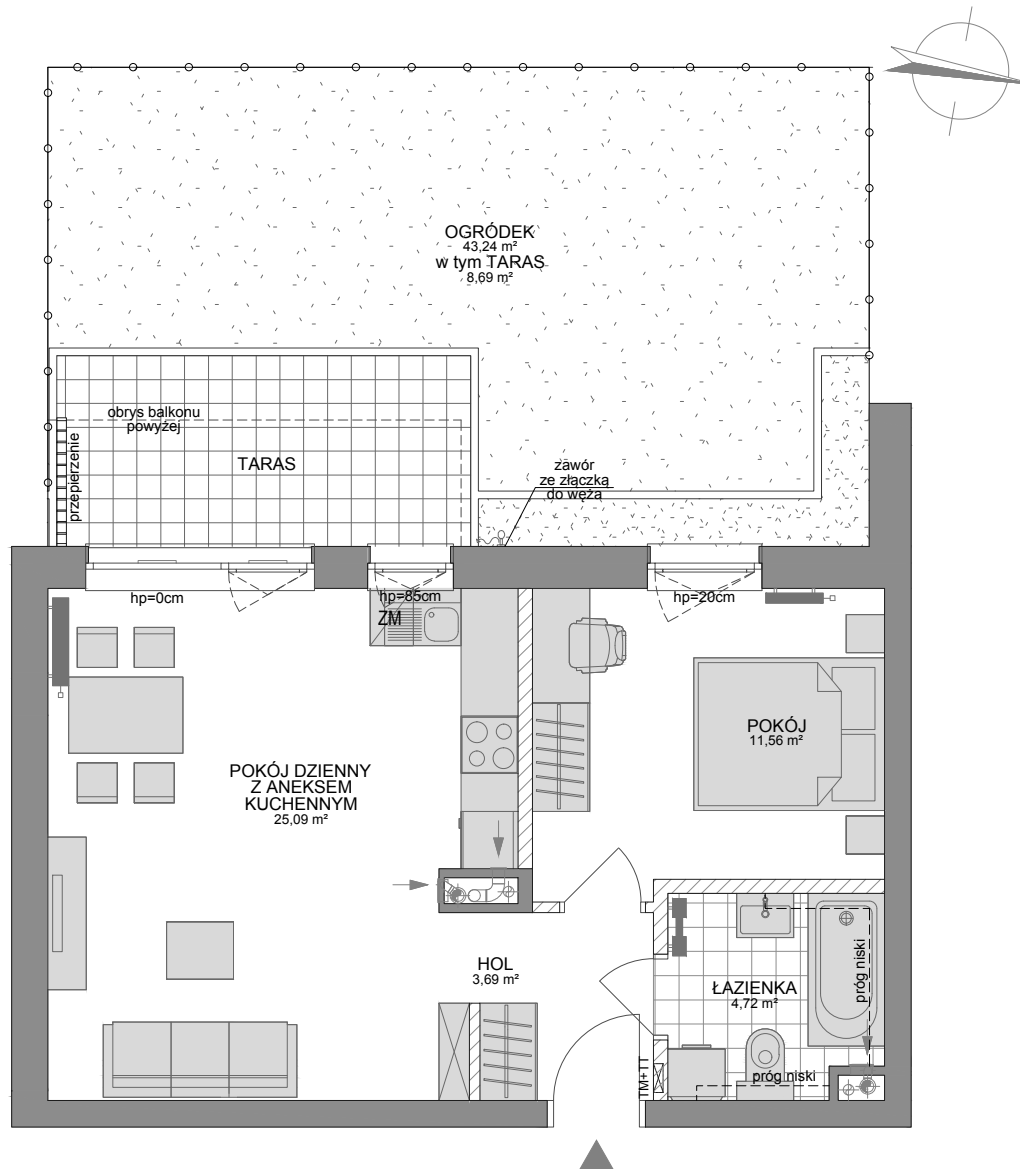 OGRÓDEK
43,24 m²
w tym TARAS
8,69 m²
obrys balkonu
powyżej
przepierzenie
TARAS
zawór
ze złączką
do węża
hp=0cm
hp=85cm
ZM
hp=20cm
POKÓJ DZIENNY
Z ANEKSEM
KUCHENNYM
25,09 m²
POKÓJ
11,56 m²
HOL
3,69 m²
ŁAZIENKA
4,72 m²
próg niski
próg niski
TM+TT